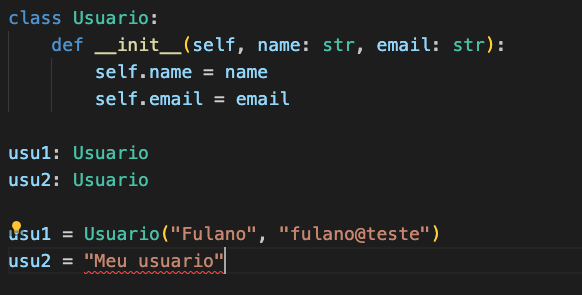 class Usuario:
    def __init__(self, name: str, email: str):
        self.name = name
        self.email = email

usu1: Usuario
usu2: Usuario

usu1 = Usuario("Fulano", "fulano@teste")
usu2 = "Meu usuario"